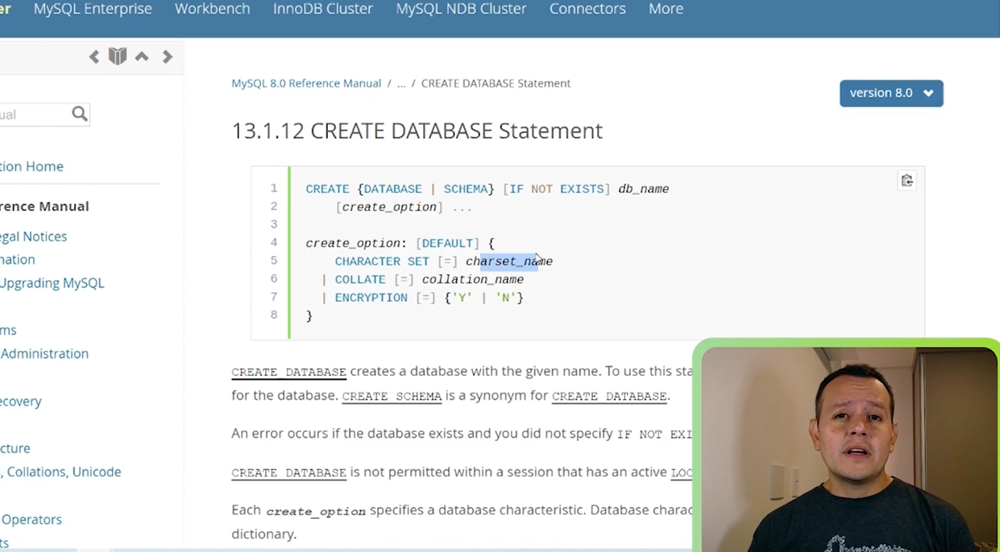 er MySQL Enterprise Workbench InnoDB Cluster MySQL NDB Cluster Connectors More
MySQL 8.0 Reference Manual / ... / CREATE DATABASE Statement
version 8.0
ual
13.1.12 CREATE DATABASE Statement
tion Home
rence Manual
egal Notices
mation
Upgrading MySQL
ms
Administration
ecovery
cture
, Collations, Unicode
Operators
ts
1 CREATE {DATABASE | SCHEMA} [IF NOT EXISTS] db_name
2 [create_option] ...
3
4 create_option: [DEFAULT] {
5 CHARACTER SET [=] charset_name
6 | COLLATE [=] collation_name
7 | ENCRYPTION [=] {'Y' | 'N'}
8 }
CREATE DATABASE creates a database with the given name. To use this sta
for the database. CREATE SCHEMA is a synonym for CREATE DATABASE.
An error occurs if the database exists and you did not specify IF NOT EXI
CREATE DATABASE is not permitted within a session that has an active LOC
Each create_option specifies a database characteristic. Database charac
dictionary.